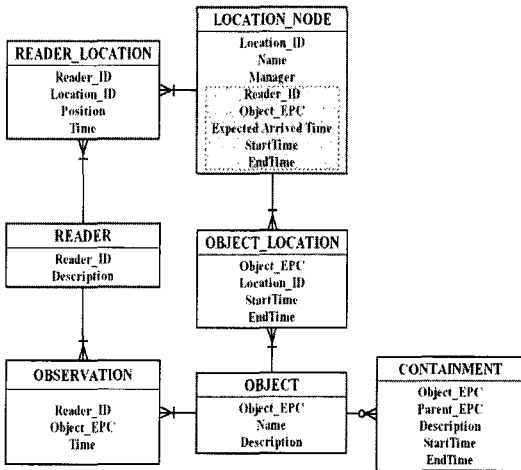 LOCATION_NODE
Location_ID
Name
Manager
Reader_ID
Object_EPC
Expected Arrived Time
StartTime
EndTime
READER_LOCATION
Reader_ID
Location_ID
Position
Time
READER
Reader_ID
Description
OBJECT_LOCATION
Object_EPC
Location_ID
StartTime
EndTime
OBSERVATION
Reader_ID
Object_EPC
Time
OBJECT
Object_EPC
Name
Description
CONTAINMENT
Object_EPC
Parent_EPC
Description
StartTime
EndTime